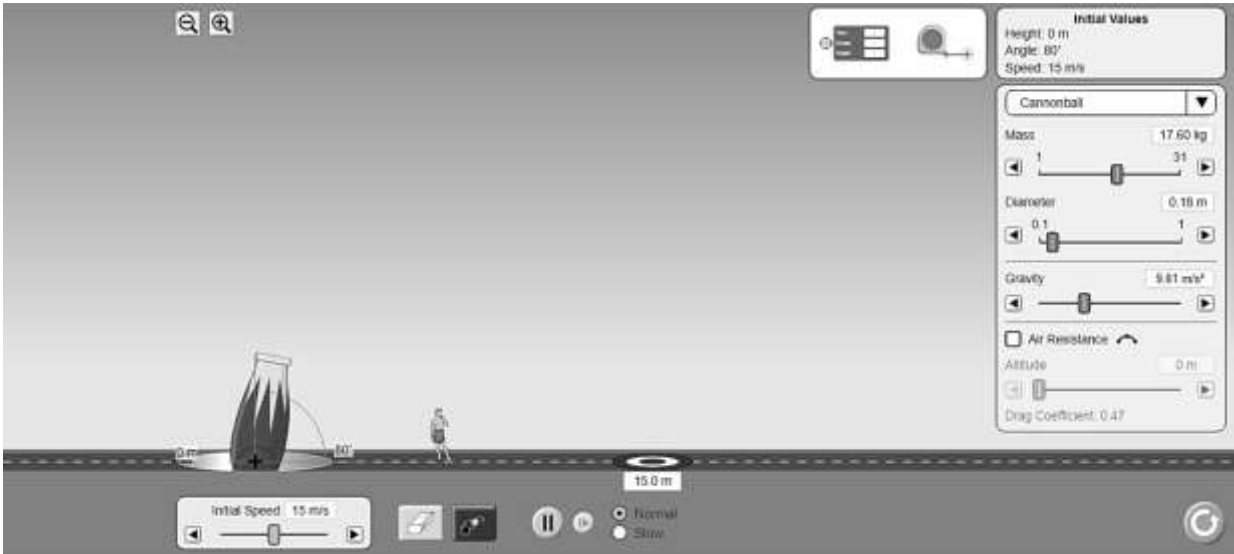 Initial Values
Height: 0 m
Angle: 80°
Speed: 15 m/s
Cannonball
Mass 17.60 kg
1 31
Diameter 0.18 m
0.1 1
Gravity 9.81 m/s²
Air Resistance
Altitude 0 m
Drag Coefficient: 0.47
0 m 80°
15.0 m
Initial Speed 15 m/s
Normal
Slow